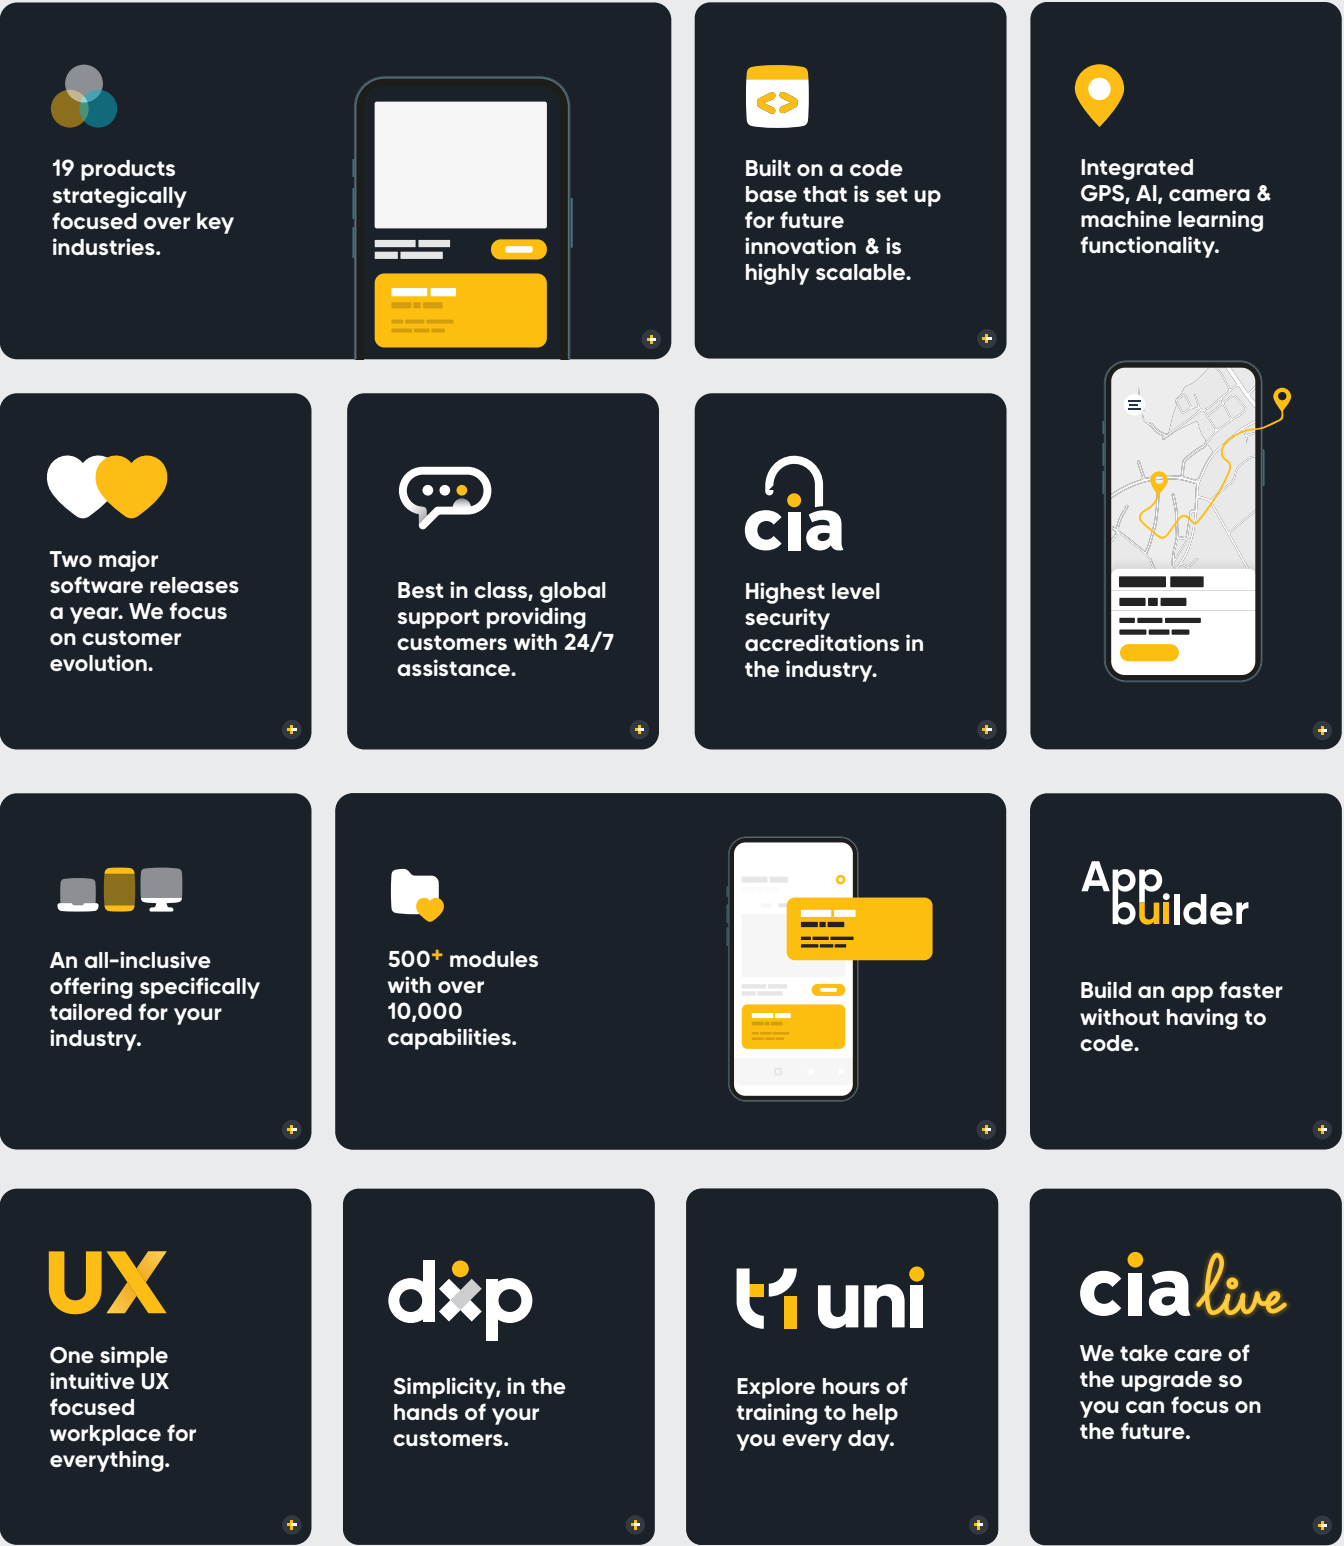 19 products
strategically
focused over key
industries.
Built on a code
base that is set up
for future
innovation & is
highly scalable.
Integrated
GPS, AI, camera &
machine learning
functionality.
Two major
software releases
a year. We focus
on customer
evolution.
Best in class, global
support providing
customers with 24/7
assistance.
cia
Highest level
security
accreditations in
the industry.
An all-inclusive
offering specifically
tailored for your
industry.
500+ modules
with over
10,000
capabilities.
App
builder
Build an app faster
without having to
code.
UX
One simple
intuitive UX
focused
workplace for
everything.
dxp
Simplicity, in the
hands of your
customers.
t1 uni
Explore hours of
training to help
you every day.
cia live
We take care of
the upgrade so
you can focus on
the future.